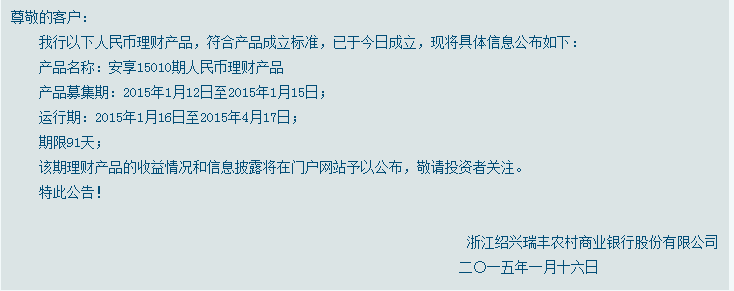 尊敬的客户：
我行以下人民币理财产品，符合产品成立标准，已于今日成立，现将具体信息公布如下：
产品名称：安享15010期人民币理财产品
产品募集期：2015年1月12日至2015年1月15日；
运行期：2015年1月16日至2015年4月17日；
期限91天；
该期理财产品的收益情况和信息披露将在门户网站予以公布，敬请投资者关注。
特此公告！
浙江绍兴瑞丰农村商业银行股份有限公司
二〇一五年一月十六日